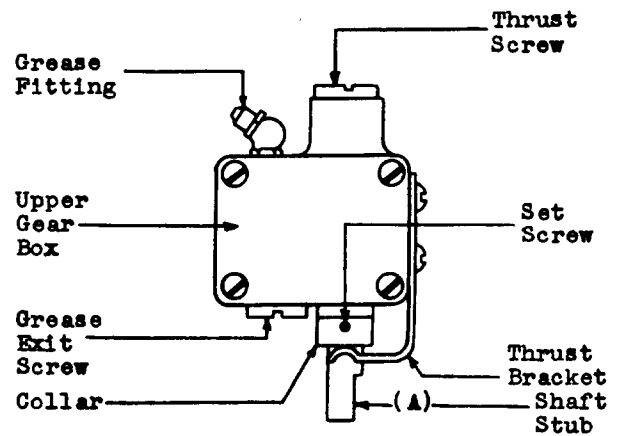 Thrust
Screw
Grease
Fitting
Upper
Gear
Box
Set
Screw
Grease
Exit
Screw
Collar
Thrust
Bracket
(A)
Shaft
Stub